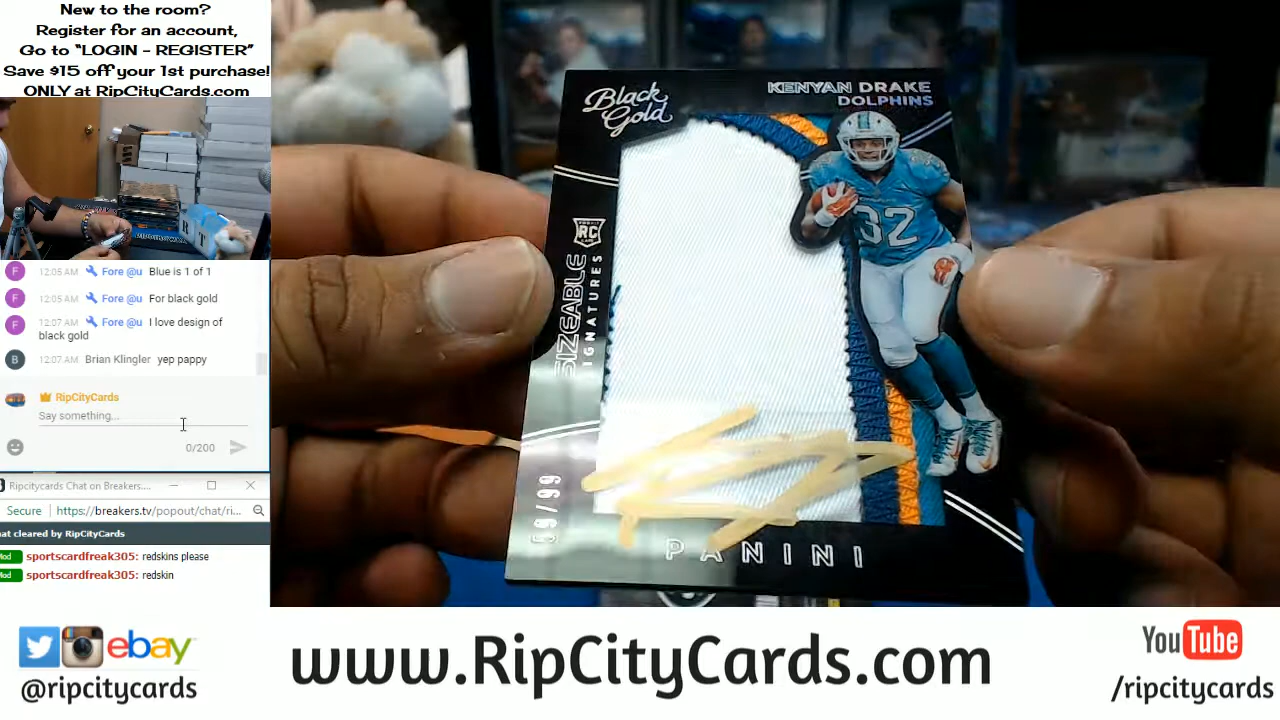 New to the room?
Register for an account,
Go to “LOGIN - REGISTER”
Save $15 off your 1st purchase!
ONLY at RipCityCards.com
12:05 AM Fore @u Blue is 1 of 1
12:05 AM Fore @u For black gold
12:07 AM Fore @u I love design of
black gold
12:07 AM Brian Klingler yep pappy
RipCityCards
Say something...
0/200
Ripcitycards Chat on Breakers....
Secure https://breakers.tv/popout/chat/ri...
hat cleared by RipCityCards
Mod sportscardfreak305: redskins please
Mod sportscardfreak305: redskin
Black
Gold
KENYAN DRAKE
DOLPHINS
32
RC
SIZEABLE
SIGNATURES
69/99
PANINI
ebay
@ripcitycards
www.RipCityCards.com
YouTube
/ripcitycards